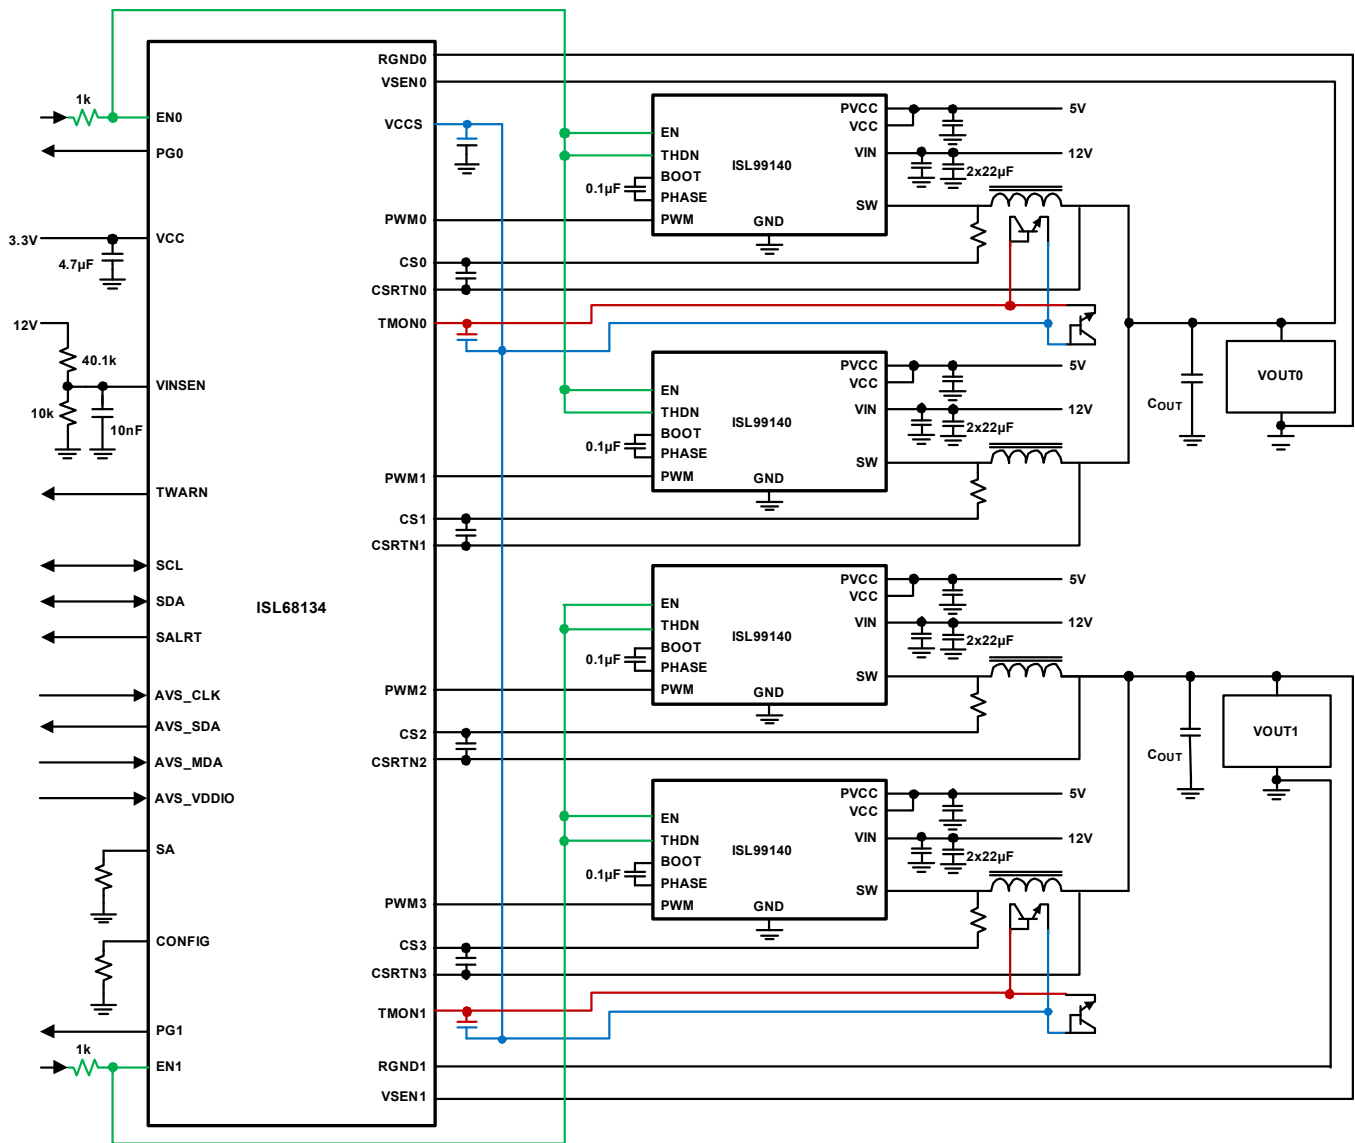 1k
EN0
PG0
3.3V
VCC
4.7µF
12V
40.1k
VINSEN
10k
10nF
TWARN
SCL
SDA
SALRT
AVS_CLK
AVS_SDA
AVS_MDA
AVS_VDDIO
SA
CONFIG
PG1
1k
EN1
ISL68134
RGND0
VSEN0
VCCS
PWM0
CS0
CSRTN0
TMON0
PWM1
CS1
CSRTN1
PWM2
CS2
CSRTN2
PWM3
CS3
CSRTN3
TMON1
RGND1
VSEN1
EN
THDN
BOOT
PHASE
PWM
0.1µF
ISL99140
GND
PVCC
VCC
VIN
SW
5V
12V
2x22µF
EN
THDN
BOOT
PHASE
PWM
0.1µF
ISL99140
GND
PVCC
VCC
VIN
SW
5V
12V
2x22µF
COUT
VOUT0
EN
THDN
BOOT
PHASE
PWM
0.1µF
ISL99140
GND
PVCC
VCC
VIN
SW
5V
12V
2x22µF
COUT
VOUT1
EN
THDN
BOOT
PHASE
PWM
0.1µF
ISL99140
GND
PVCC
VCC
VIN
SW
5V
12V
2x22µF